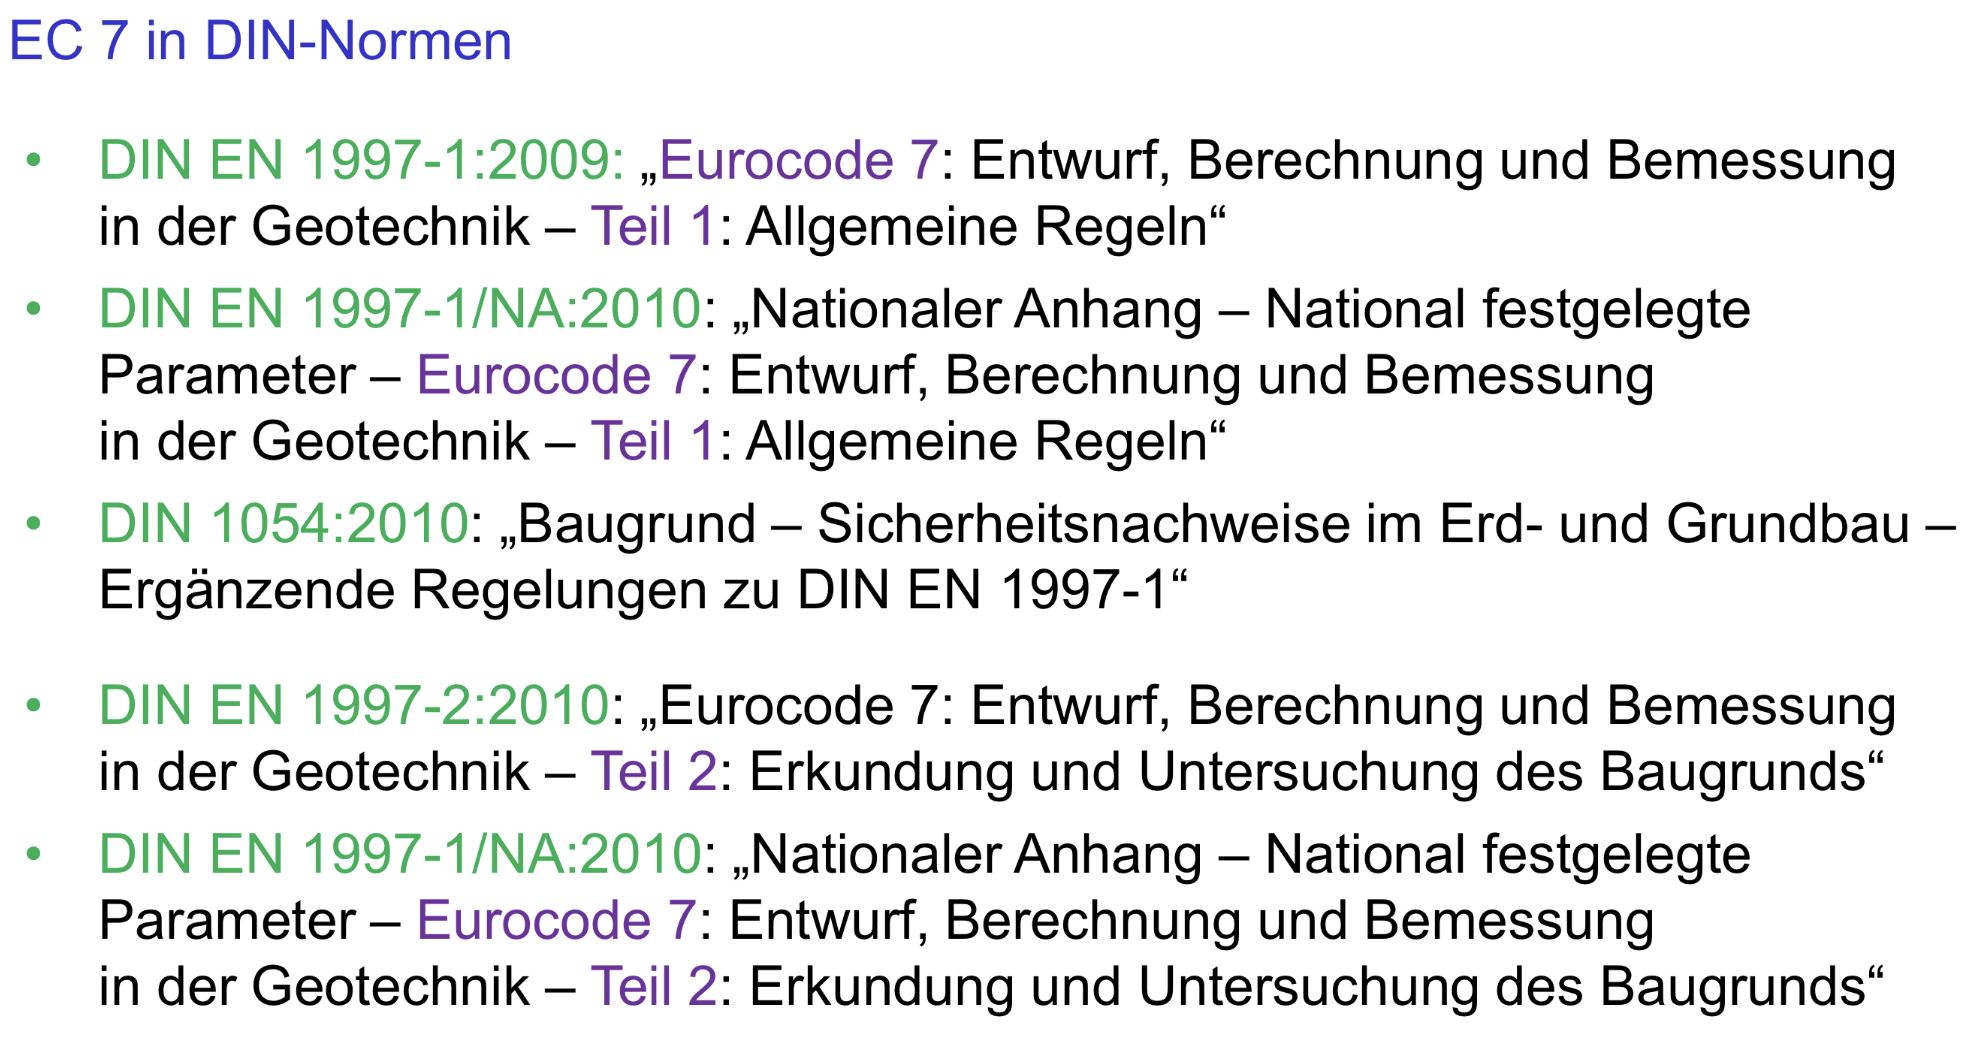 EC 7 in DIN-Normen
• DIN EN 1997-1:2009: „Eurocode 7: Entwurf, Berechnung und Bemessung
in der Geotechnik – Teil 1: Allgemeine Regeln“
• DIN EN 1997-1/NA:2010: „Nationaler Anhang – National festgelegte
Parameter – Eurocode 7: Entwurf, Berechnung und Bemessung
in der Geotechnik – Teil 1: Allgemeine Regeln“
• DIN 1054:2010: „Baugrund – Sicherheitsnachweise im Erd- und Grundbau –
Ergänzende Regelungen zu DIN EN 1997-1“
• DIN EN 1997-2:2010: „Eurocode 7: Entwurf, Berechnung und Bemessung
in der Geotechnik – Teil 2: Erkundung und Untersuchung des Baugrunds“
• DIN EN 1997-1/NA:2010: „Nationaler Anhang – National festgelegte
Parameter – Eurocode 7: Entwurf, Berechnung und Bemessung
in der Geotechnik – Teil 2: Erkundung und Untersuchung des Baugrunds“